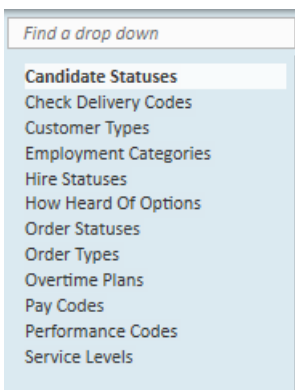 Find a drop down
Candidate Statuses
Check Delivery Codes
Customer Types
Employment Categories
Hire Statuses
How Heard Of Options
Order Statuses
Order Types
Overtime Plans
Pay Codes
Performance Codes
Service Levels